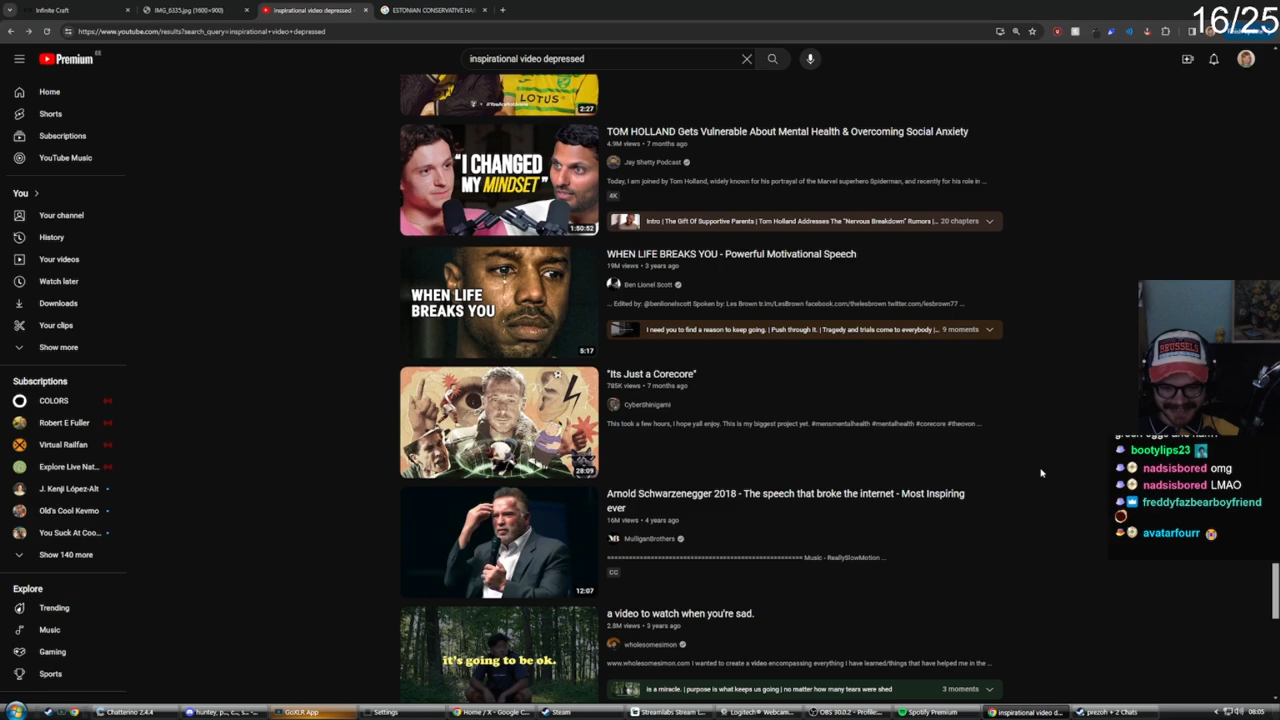 Infinite Craft
IMG_6335.jpg (1600×900)
inspirational video depressed -
ESTONIAN CONSERVATIVE HA
16/25
https://www.youtube.com/results?search_query=inspirational+video+depressed
Premium EE
inspirational video depressed
Home
Shorts
Subscriptions
YouTube Music
You
Your channel
History
Your videos
Watch later
Downloads
Your clips
Show more
Subscriptions
COLORS
Robert E Fuller
Virtual Railfan
Explore Live Nat...
J. Kenji López-Alt
Old's Cool Kevmo
You Suck At Coo...
Show 140 more
Explore
Trending
Music
Gaming
Sports
LOTUS
2:27
TOM HOLLAND Gets Vulnerable About Mental Health & Overcoming Social Anxiety
4.9M views • 7 months ago
Jay Shetty Podcast
Today, I am joined by Tom Holland, widely known for his portrayal of the Marvel superhero Spiderman, and recently for his role in ...
4K
Intro | The Gift Of Supportive Parents | Tom Holland Addresses The "Nervous Breakdown" Rumors |... 20 chapters
"I CHANGED
MY MINDSET"
1:50:52
WHEN LIFE BREAKS YOU - Powerful Motivational Speech
19M views • 3 years ago
Ben Lionel Scott
... Edited by: @benlionelscott Spoken by: Les Brown tr.im/LesBrown facebook.com/thelesbrown twitter.com/lesbrown77 ...
I need you to find a reason to keep going. | Push through it. | Tragedy and trials come to everybody |... 9 moments
WHEN LIFE
BREAKS YOU
5:17
"Its Just a Corecore"
785K views • 7 months ago
CyberShinigami
This took a few hours, I hope yall enjoy. This is my biggest project yet. #mensmentalhealth #mentalhealth #corecore #theovon ...
28:09
Arnold Schwarzenegger 2018 - The speech that broke the internet - Most Inspiring
ever
16M views • 4 years ago
MulliganBrothers
Music - ReallySlowMotion ...
CC
12:07
a video to watch when you're sad.
2.8M views • 3 years ago
wholesomesimon
www.wholesomesimon.com I wanted to create a video encompassing everything I have learned/things that have helped me in the ...
is a miracle. | purpose is what keeps us going | no matter how many tears were shed 3 moments
it's going to be ok.
BRUSSELS
bootylips23
nadsisbored omg
nadsisbored LMAO
freddyfazbearboyfriend
avatarfourr
Chatterino 2.4.4
huntey, p..., c..., s...
GoXLR App
Settings
Home / X - Google C...
Steam
Streamlabs Stream L...
Logitech® Webcam...
OBS 30.0.2 - Profile:...
Spotify Premium
inspirational video d...
prezoh + 2 Chats
08:05